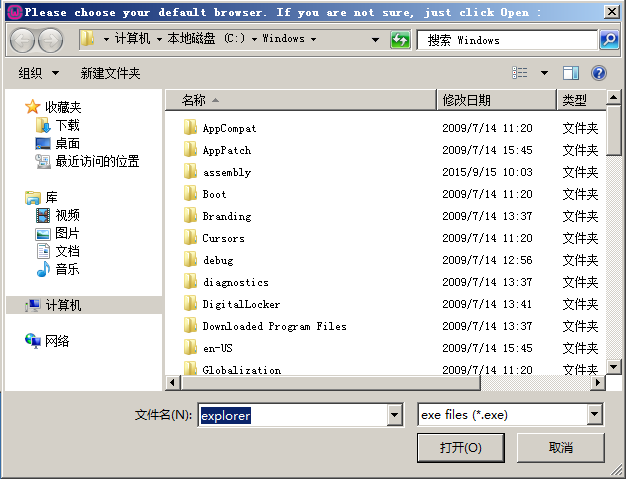 Please choose your default browser. If you are not sure, just click Open :
计算机 本地磁盘 (C:) Windows
搜索 Windows
组织 新建文件夹
名称 修改日期 类型
收藏夹
下载
桌面
最近访问的位置
库
视频
图片
文档
音乐
计算机
网络
AppCompat 2009/7/14 11:20 文件夹
AppPatch 2009/7/14 15:45 文件夹
assembly 2015/9/15 10:03 文件夹
Boot 2009/7/14 11:20 文件夹
Branding 2009/7/14 13:37 文件夹
Cursors 2009/7/14 11:20 文件夹
debug 2009/7/14 12:56 文件夹
diagnostics 2009/7/14 13:37 文件夹
DigitalLocker 2009/7/14 13:41 文件夹
Downloaded Program Files 2009/7/14 13:37 文件夹
en-US 2009/7/14 15:45 文件夹
Globalization 2009/7/14 11:20 文件夹
文件名(N): explorer exe files (*.exe)
打开(O) 取消